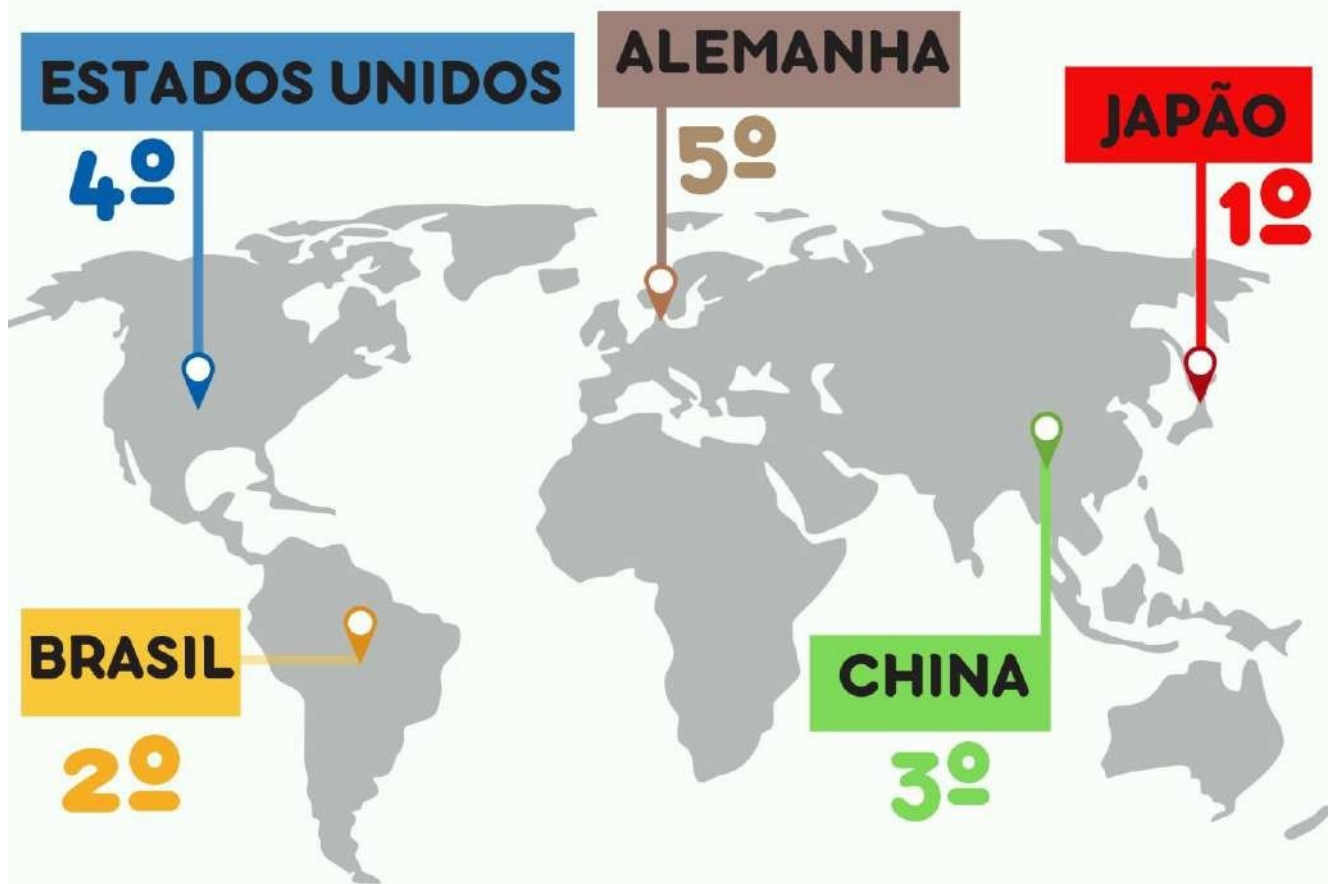 ESTADOS UNIDOS
4º
ALEMANHA
5º
JAPÃO
1º
BRASIL
2º
CHINA
3º